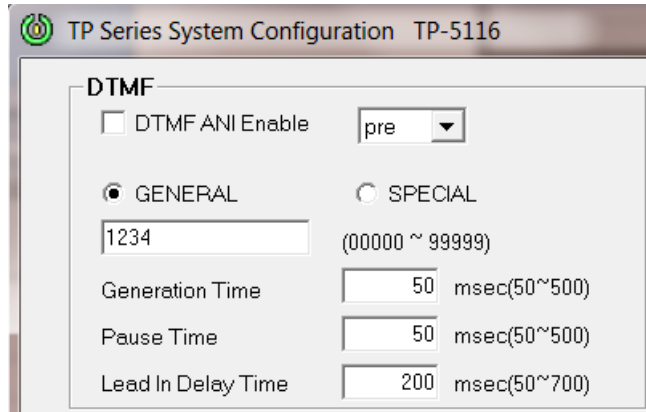 TP Series System Configuration TP-5116
DTMF
DTMF ANI Enable pre
GENERAL SPECIAL
1234 (00000 ~ 99999)
Generation Time 50 msec(50~500)
Pause Time 50 msec(50~500)
Lead In Delay Time 200 msec(50~700)